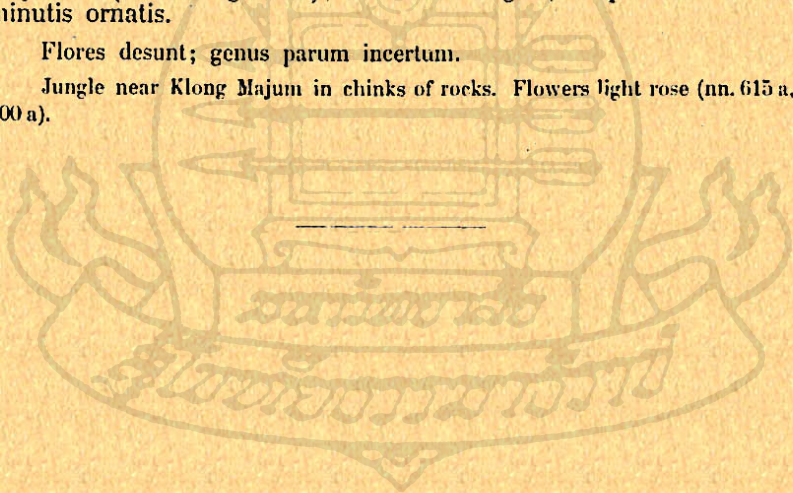 minutis ornatis.
Flores desunt; genus parum incertum.
Jungle near Klong Majum in chinks of rocks. Flowers light rose (nn. 615 a,
00 a).